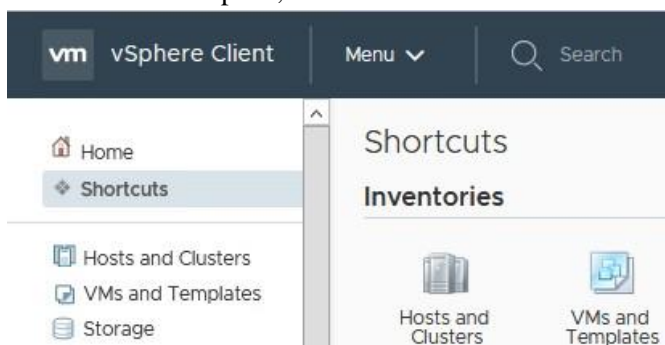 vm vSphere Client Menu Search
Home
Shortcuts
Hosts and Clusters
VMs and Templates
Storage
Shortcuts
Inventories
Hosts and
Clusters
VMs and
Templates